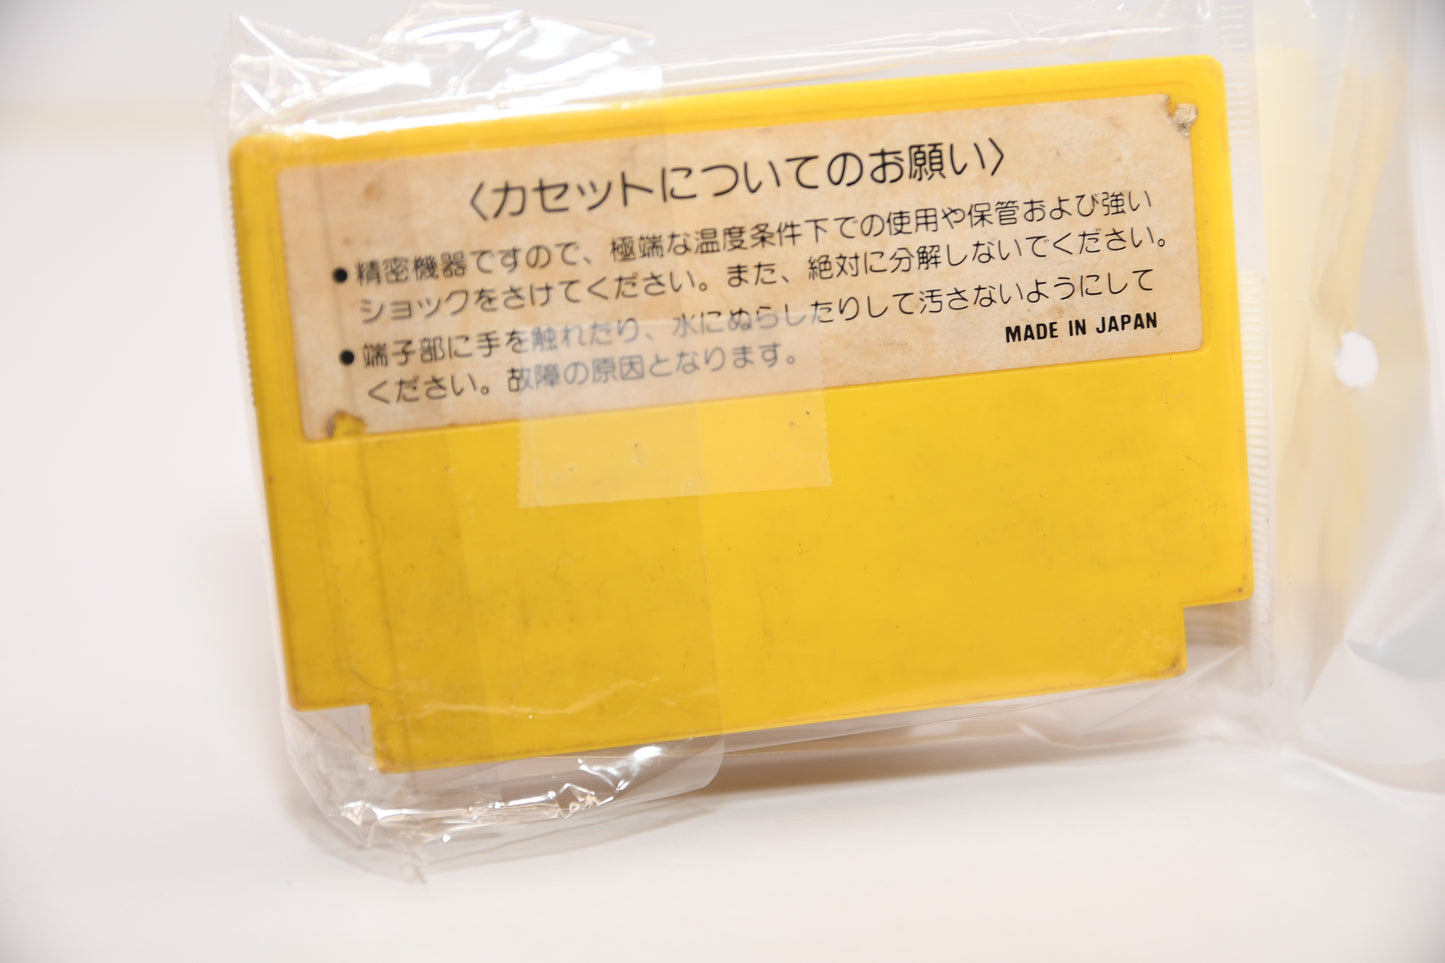 〈カセットについてのお願い〉
●精密機器ですので、極端な温度条件下での使用や保管および強い
ショックをさけてください。また、絶対に分解しないでください。
●端子部に手を触れたり、水にぬらしたりして汚さないようにして
ください。故障の原因となります。
MADE IN JAPAN